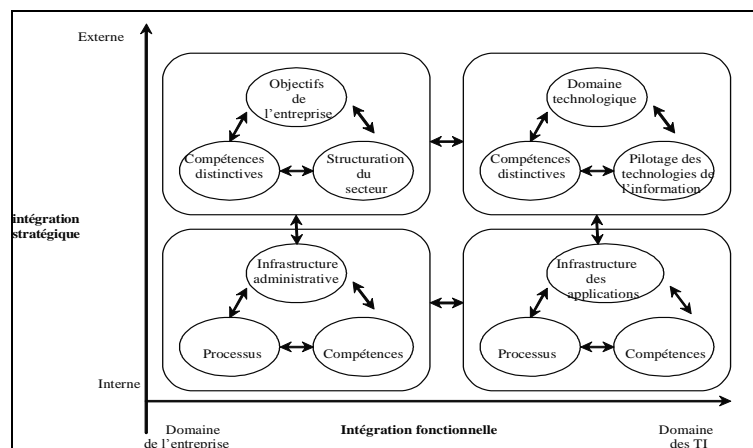 Externe
Objectifs
de
l'entreprise
Compétences
distinctives
Structuration
du
secteur
Domaine
technologique
Compétences
distinctives
Pilotage des
technologies de
l'information
intégration
stratégique
Infrastructure
administrative
Processus
Compétences
Infrastructure
des
applications
Processus
Compétences
Interne
Domaine
de l'entreprise
Intégration fonctionnelle
Domaine
des TI